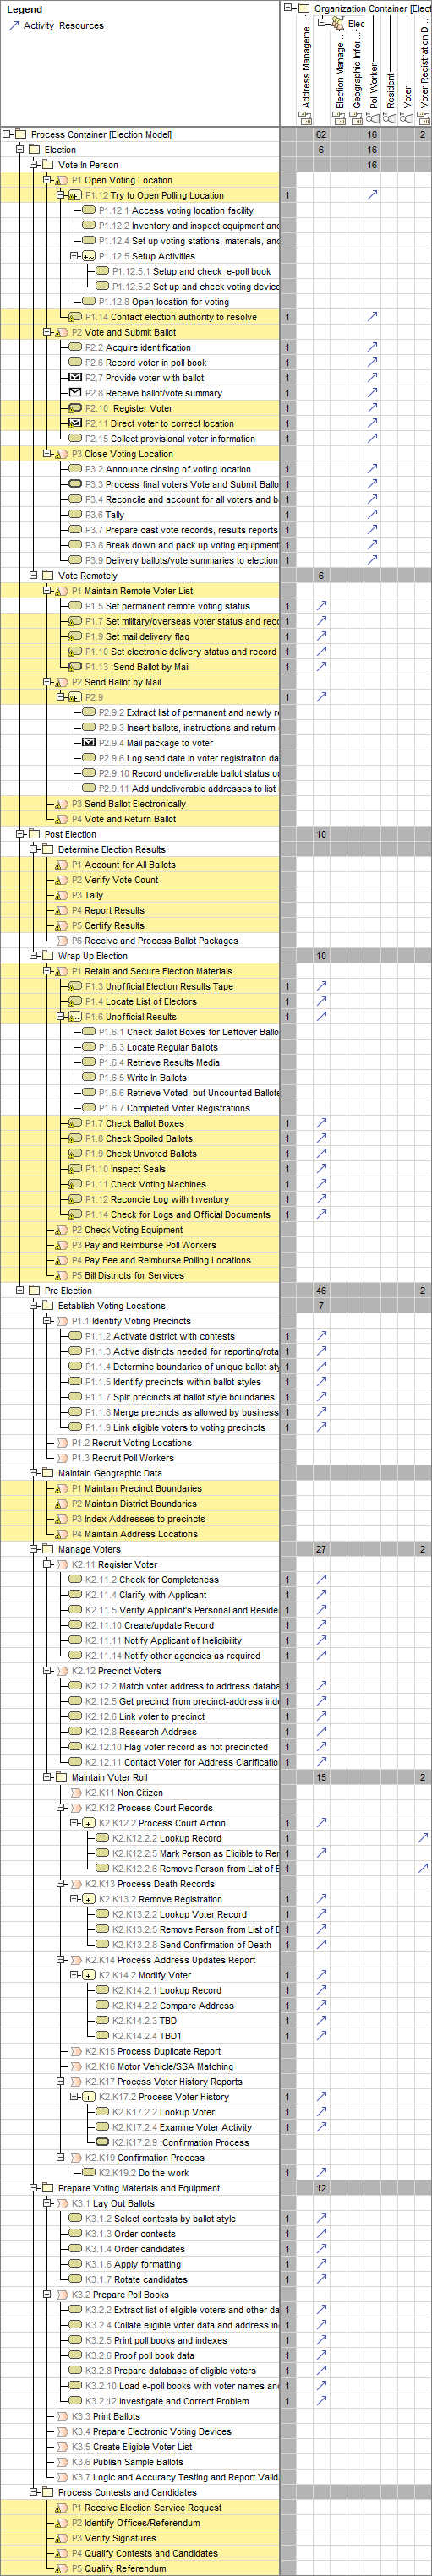 Legend
Activity_Resources
Organization Container [Elect
Elec
Address Manageme...
Election Manage...
Geographic Infor...
Poll Worker
Resident
Voter
Voter Registration D...
Process Container [Election Model] 62 16 2
Election 6 16
Vote In Person 16
P1 Open Voting Location
P1.12 Try to Open Polling Location 1
P1.12.1 Access voting location facility
P1.12.2 Inventory and inspect equipment anc
P1.12.4 Set up voting stations, materials, anc
P1.12.5 Setup Activities
P1.12.5.1 Setup and check e-poll book
P1.12.5.2 Set up and check voting device
P1.12.8 Open location for voting
P1.14 Contact election authority to resolve 1
P2 Vote and Submit Ballot
P2.2 Acquire identification 1
P2.6 Record voter in poll book 1
P2.7 Provide voter with ballot 1
P2.8 Receive ballot/vote summary 1
P2.10 :Register Voter 1
P2.11 Direct voter to correct location 1
P2.15 Collect provisional voter information 1
P3 Close Voting Location
P3.2 Announce closing of voting location 1
P3.3 Process final voters:Vote and Submit Ballo 1
P3.4 Reconcile and account for all voters and b 1
P3.6 Tally 1
P3.7 Prepare cast vote records, results reports 1
P3.8 Break down and pack up voting equipment 1
P3.9 Delivery ballots/vote summaries to election 1
Vote Remotely 6
P1 Maintain Remote Voter List
P1.5 Set permanent remote voting status 1
P1.7 Set military/overseas voter status and recc 1
P1.9 Set mail delivery flag 1
P1.10 Set electronic delivery status and record 1
P1.13 :Send Ballot by Mail 1
P2 Send Ballot by Mail
P2.9 1
P2.9.2 Extract list of permanent and newly r
P2.9.3 Insert ballots, instructions and return
P2.9.4 Mail package to voter
P2.9.6 Log send date in voter registraiton da
P2.9.10 Record undeliverable ballot status o
P2.9.11 Add undeliverable addresses to list
P3 Send Ballot Electronically
P4 Vote and Return Ballot
Post Election 10
Determine Election Results
P1 Account for All Ballots
P2 Verify Vote Count
P3 Tally
P4 Report Results
P5 Certify Results
P6 Receive and Process Ballot Packages
Wrap Up Election 10
P1 Retain and Secure Election Materials
P1.3 Unofficial Election Results Tape 1
P1.4 Locate List of Electors 1
P1.6 Unofficial Results 1
P1.6.1 Check Ballot Boxes for Leftover Ballo
P1.6.3 Locate Regular Ballots
P1.6.4 Retrieve Results Media
P1.6.5 Write In Ballots
P1.6.6 Retrieve Voted, but Uncounted Ballots
P1.6.7 Completed Voter Registrations
P1.7 Check Ballot Boxes 1
P1.8 Check Spoiled Ballots 1
P1.9 Check Unvoted Ballots 1
P1.10 Inspect Seals 1
P1.11 Check Voting Machines 1
P1.12 Reconcile Log with Inventory 1
P1.14 Check for Logs and Official Documents 1
P2 Check Voting Equipment
P3 Pay and Reimburse Poll Workers
P4 Pay Fee and Reimburse Polling Locations
P5 Bill Districts for Services
Pre Election 46 2
Establish Voting Locations 7
P1.1 Identify Voting Precincts
P1.1.2 Activate district with contests 1
P1.1.3 Active districts needed for reporting/rota 1
P1.1.4 Determine boundaries of unique ballot sty 1
P1.1.5 Identify precincts within ballot styles 1
P1.1.7 Split precincts at ballot style boundaries 1
P1.1.8 Merge precincts as allowed by business 1
P1.1.9 Link eligible voters to voting precincts 1
P1.2 Recruit Voting Locations
P1.3 Recruit Poll Workers
Maintain Geographic Data
P1 Maintain Precinct Boundaries
P2 Maintain District Boundaries
P3 Index Addresses to precincts
P4 Maintain Address Locations
Manage Voters 27 2
K2.11 Register Voter
K2.11.2 Check for Completeness 1
K2.11.4 Clarify with Applicant 1
K2.11.5 Verify Applicant's Personal and Reside 1
K2.11.10 Create/update Record 1
K2.11.11 Notify Applicant of Ineligibility 1
K2.11.14 Notify other agencies as required 1
K2.12 Precinct Voters
K2.12.2 Match voter address to address databa 1
K2.12.5 Get precinct from precinct-address ind 1
K2.12.6 Link voter to precinct 1
K2.12.8 Research Address 1
K2.12.10 Flag voter record as not precincted 1
K2.12.11 Contact Voter for Address Clarificatio 1
Maintain Voter Roll 15 2
K2.K11 Non Citizen
K2.K12 Process Court Records
K2.K12.2 Process Court Action 1
K2.K12.2.2 Lookup Record 1
K2.K12.2.5 Mark Person as Eligible to Rer 1
K2.K12.2.6 Remove Person from List of E 1
K2.K13 Process Death Records
K2.K13.2 Remove Registration 1
K2.K13.2.2 Lookup Voter Record 1
K2.K13.2.5 Remove Person from List of E 1
K2.K13.2.8 Send Confirmation of Death 1
K2.K14 Process Address Updates Report
K2.K14.2 Modify Voter 1
K2.K14.2.1 Lookup Record 1
K2.K14.2.2 Compare Address 1
K2.K14.2.3 TBD 1
K2.K14.2.4 TBD1 1
K2.K15 Process Duplicate Report
K2.K16 Motor Vehicle/SSA Matching
K2.K17 Process Voter History Reports
K2.K17.2 Process Voter History 1
K2.K17.2.2 Lookup Voter 1
K2.K17.2.4 Examine Voter Activity 1
K2.K17.2.9 :Confirmation Process
K2.K19 Confirmation Process
K2.K19.2 Do the work 1
Prepare Voting Materials and Equipment 12
K3.1 Lay Out Ballots
K3.1.2 Select contests by ballot style 1
K3.1.3 Order contests 1
K3.1.4 Order candidates 1
K3.1.6 Apply formatting 1
K3.1.7 Rotate candidates 1
K3.2 Prepare Poll Books
K3.2.2 Extract list of eligible voters and other da 1
K3.2.4 Collate eligible voter data and address in 1
K3.2.5 Print poll books and indexes 1
K3.2.6 Proof poll book data 1
K3.2.8 Prepare database of eligible voters 1
K3.2.10 Load e-poll books with voter names and 1
K3.2.12 Investigate and Correct Problem 1
K3.3 Print Ballots
K3.4 Prepare Electronic Voting Devices
K3.5 Create Eligible Voter List
K3.6 Publish Sample Ballots
K3.7 Logic and Accuracy Testing and Report Valid
Process Contests and Candidates
P1 Receive Election Service Request
P2 Identify Offices/Referendum
P3 Verify Signatures
P4 Qualify Contests and Candidates
P5 Qualify Referendum